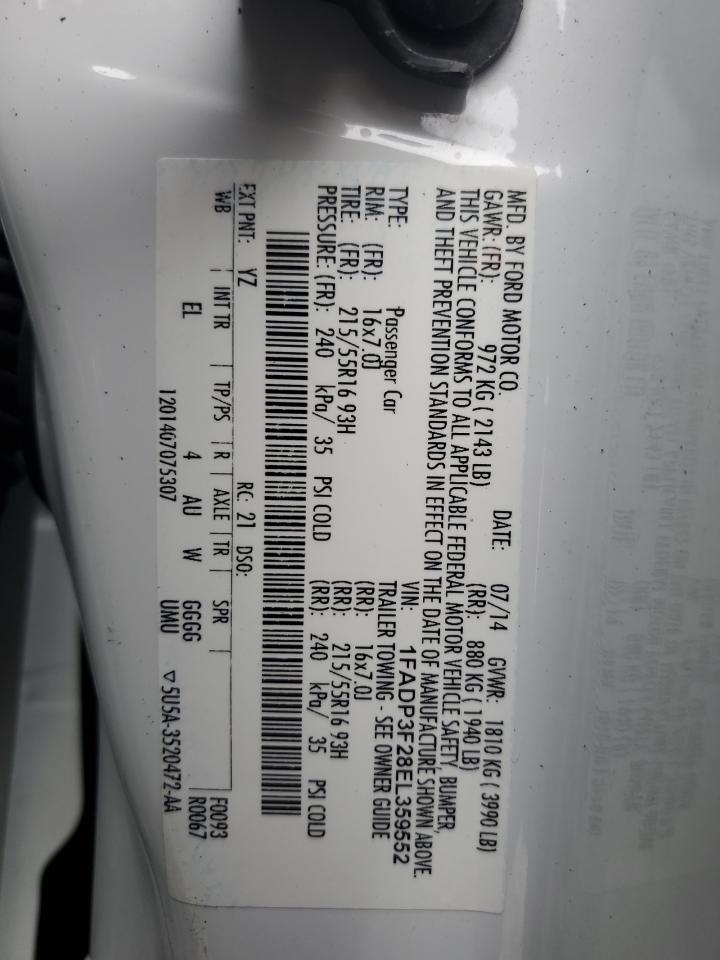 MFD. BY FORD MOTOR CO. DATE: 07/14 GVWR: 1810 KG ( 3990 LB)
GAWR: (FR): 972 KG ( 2143 LB) (RR): 880 KG ( 1940 LB)
THIS VEHICLE CONFORMS TO ALL APPLICABLE FEDERAL MOTOR VEHICLE SAFETY, BUMPER,
AND THEFT PREVENTION STANDARDS IN EFFECT ON THE DATE OF MANUFACTURE SHOWN ABOVE.
VIN: 1FADP3F28EL359552
TYPE: Passenger Car TRAILER TOWING - SEE OWNER GUIDE
RIM: (FR): 16x7.0J (RR): 16x7.0J
TIRE: (FR): 215/55R16 93H (RR): 215/55R16 93H
PRESSURE: (FR): 240 kPa/ 35 PSI COLD (RR): 240 kPa/ 35 PSI COLD
EXT PNT: YZ RC: 21 DSO: F0093
WB INT TR TP/PS R AXLE TR SPR R0067
EL 4 AU W GGGG
UMU
1201467075307 ▽5U5A-3520472-AA